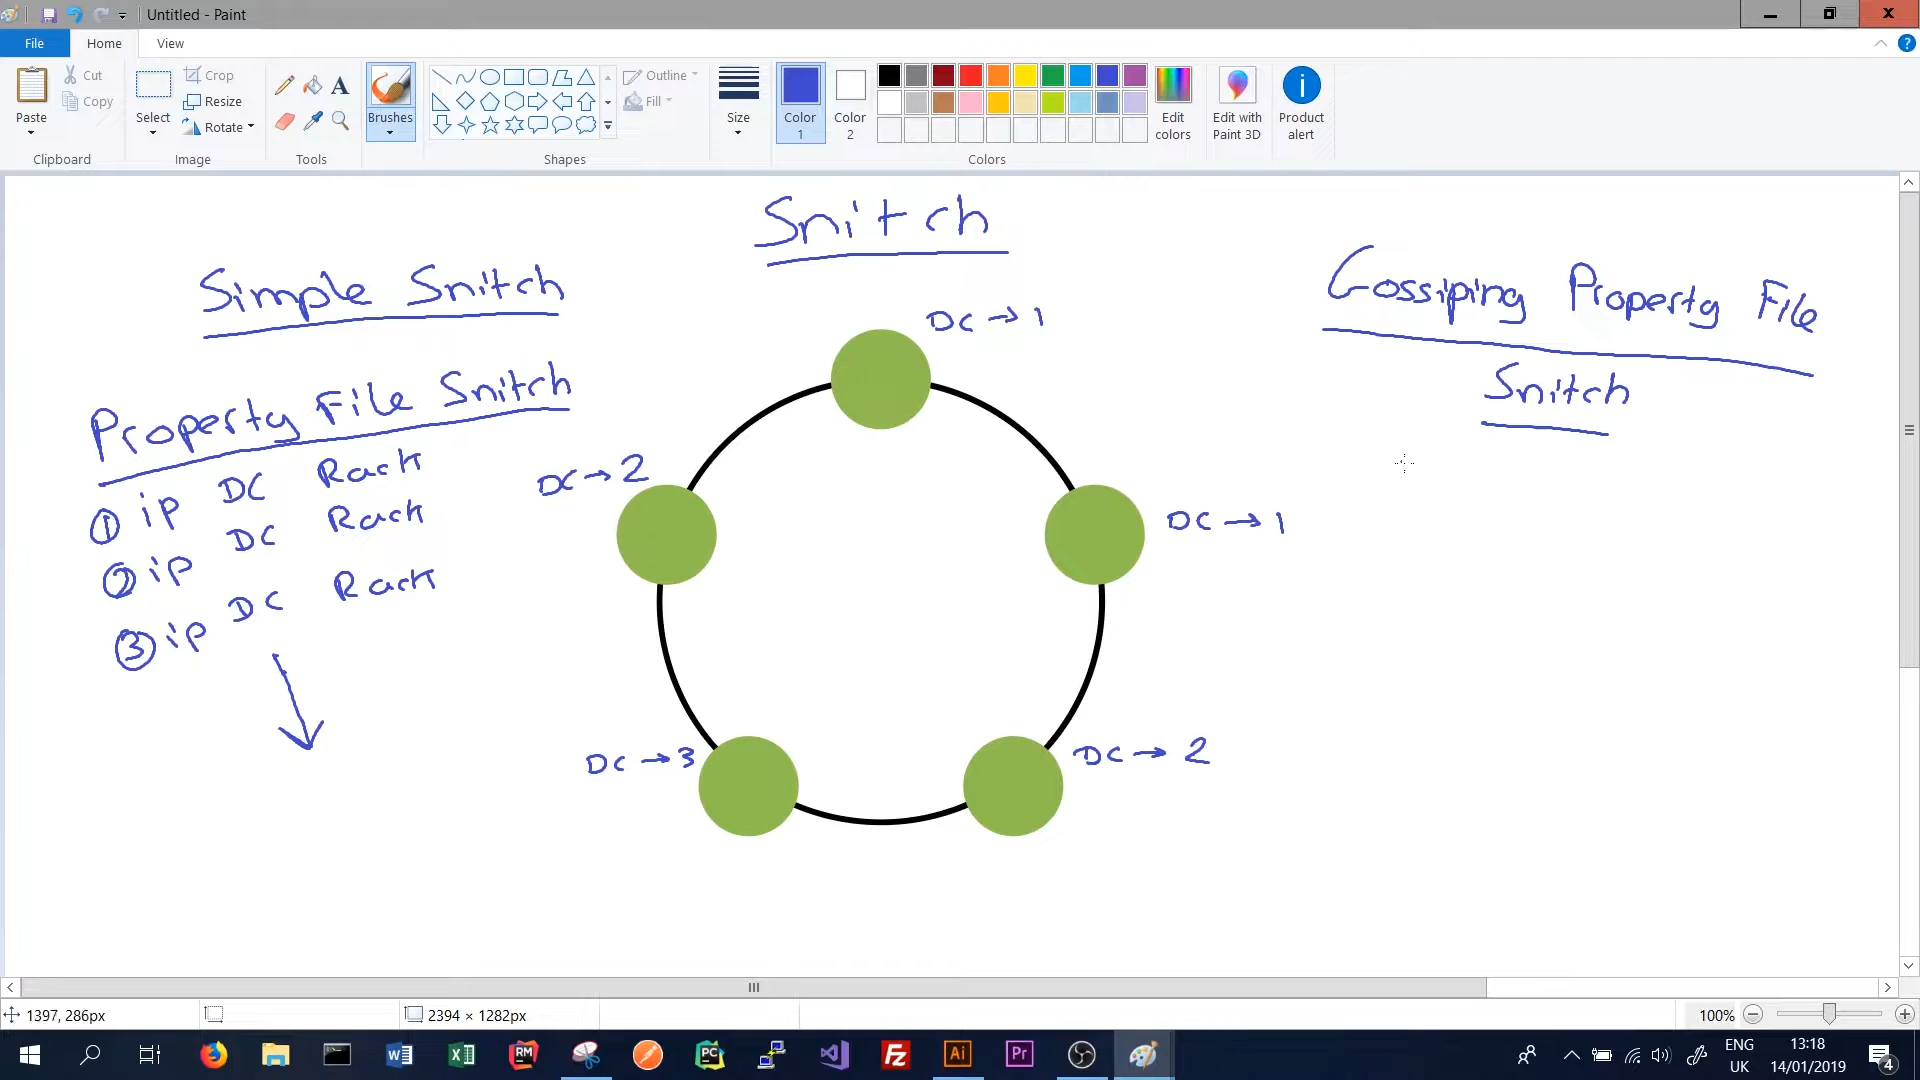 Untitled - Paint
File
Home
View
Paste
Cut
Copy
Clipboard
Select
Crop
Resize
Rotate
Image
Tools
Brushes
Shapes
Outline
Fill
Size
Color 1
Color 2
Colors
Edit colors
Edit with Paint 3D
Product alert
Snitch
Simple Snitch
Property File Snitch
① ip DC Rack
② ip DC Rack
③ ip DC Rack
DC → 1
DC → 2
DC → 1
DC → 3
DC → 2
Gossiping Property File
Snitch
1397, 286px
2394 × 1282px
100%
ENG
UK
13:18
14/01/2019
4